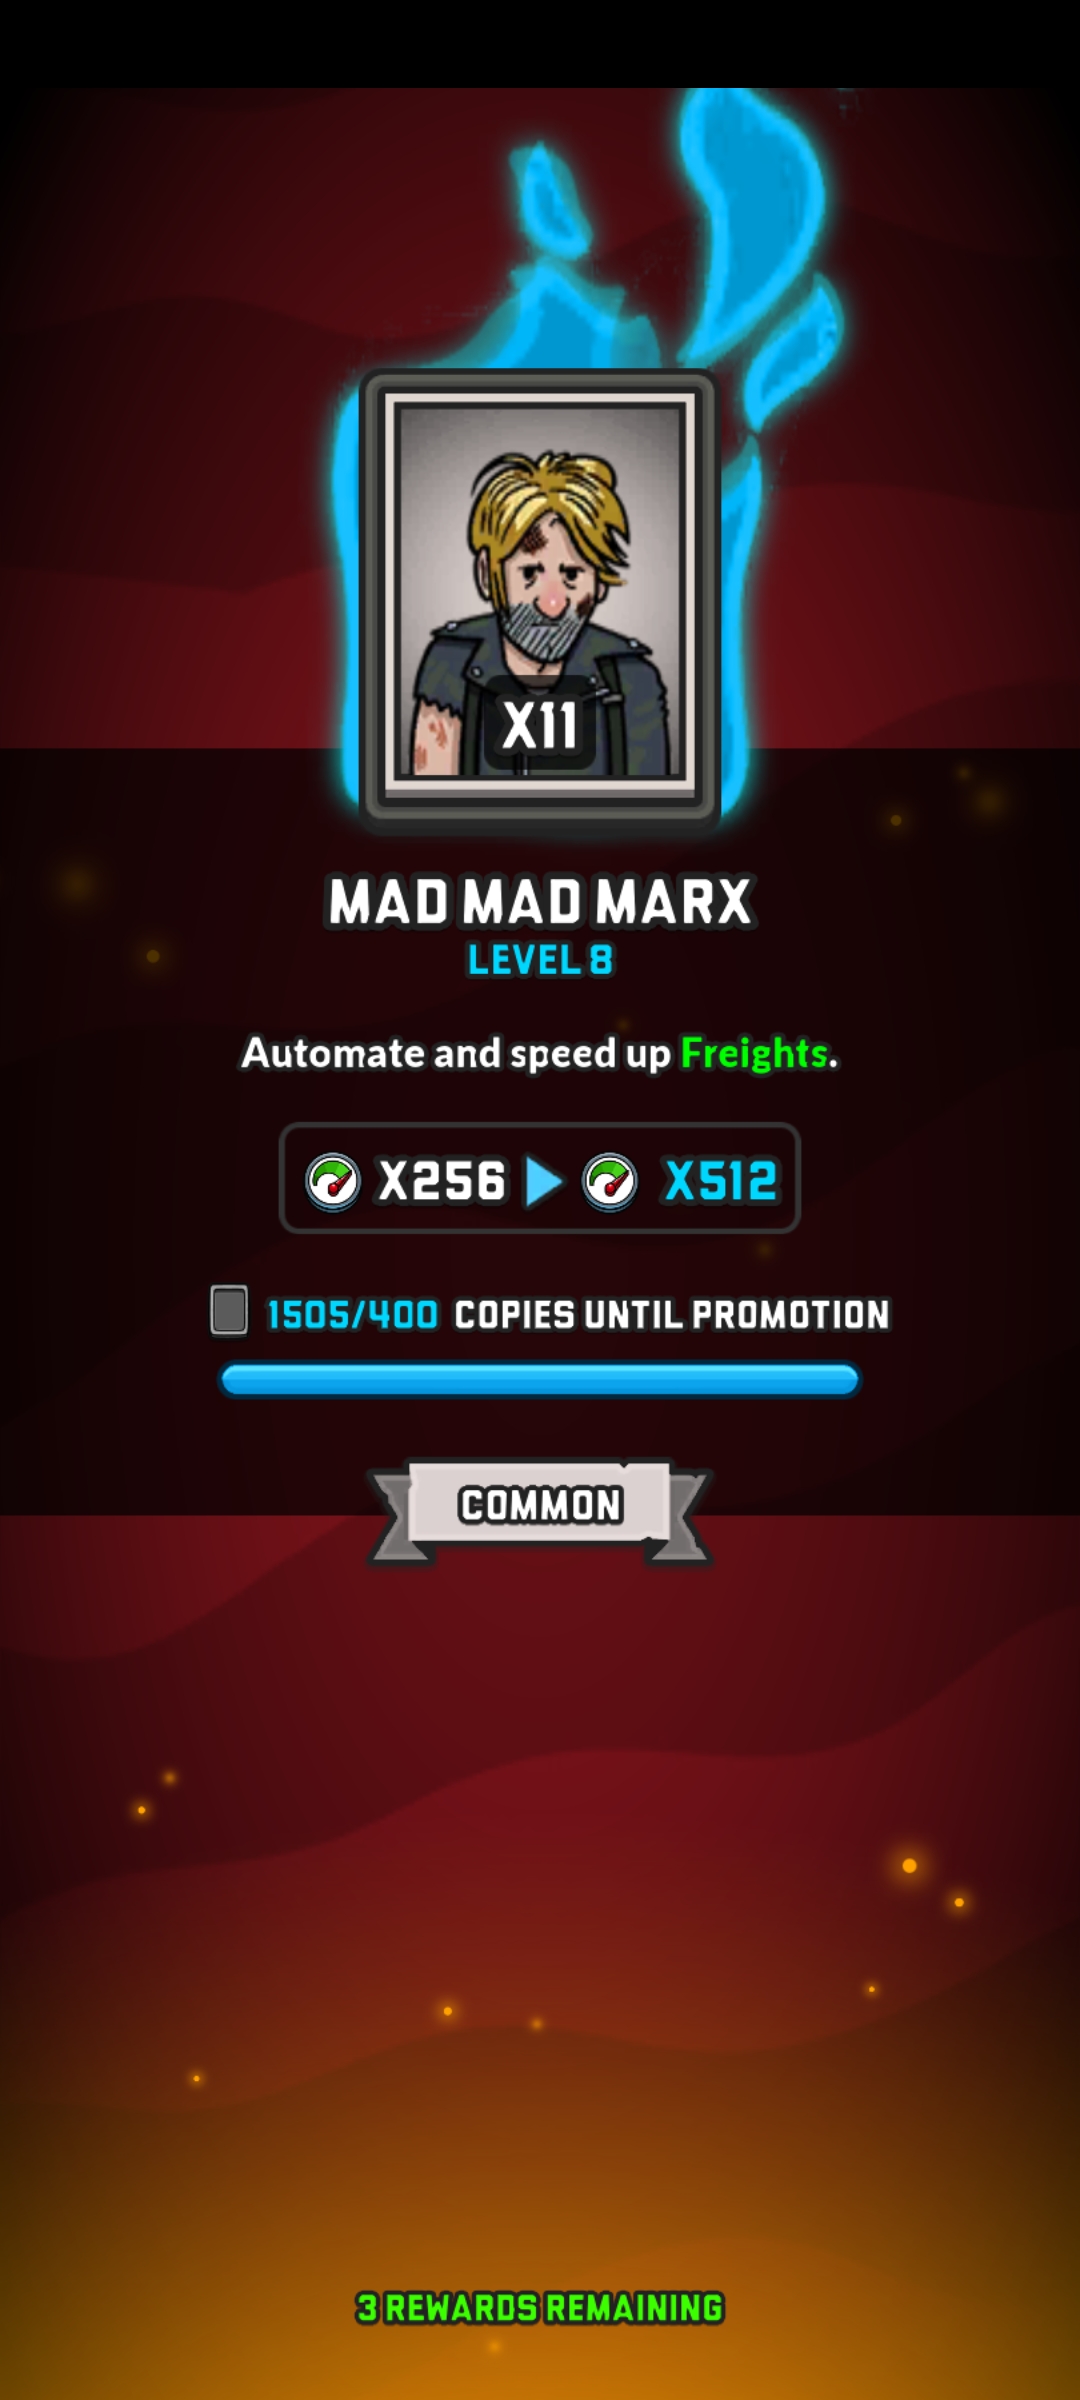 X11
MAD MAD MARX
LEVEL 8
Automate and speed up Freights.
X256 X512
1505/400 COPIES UNTIL PROMOTION
COMMON
3 REWARDS REMAINING